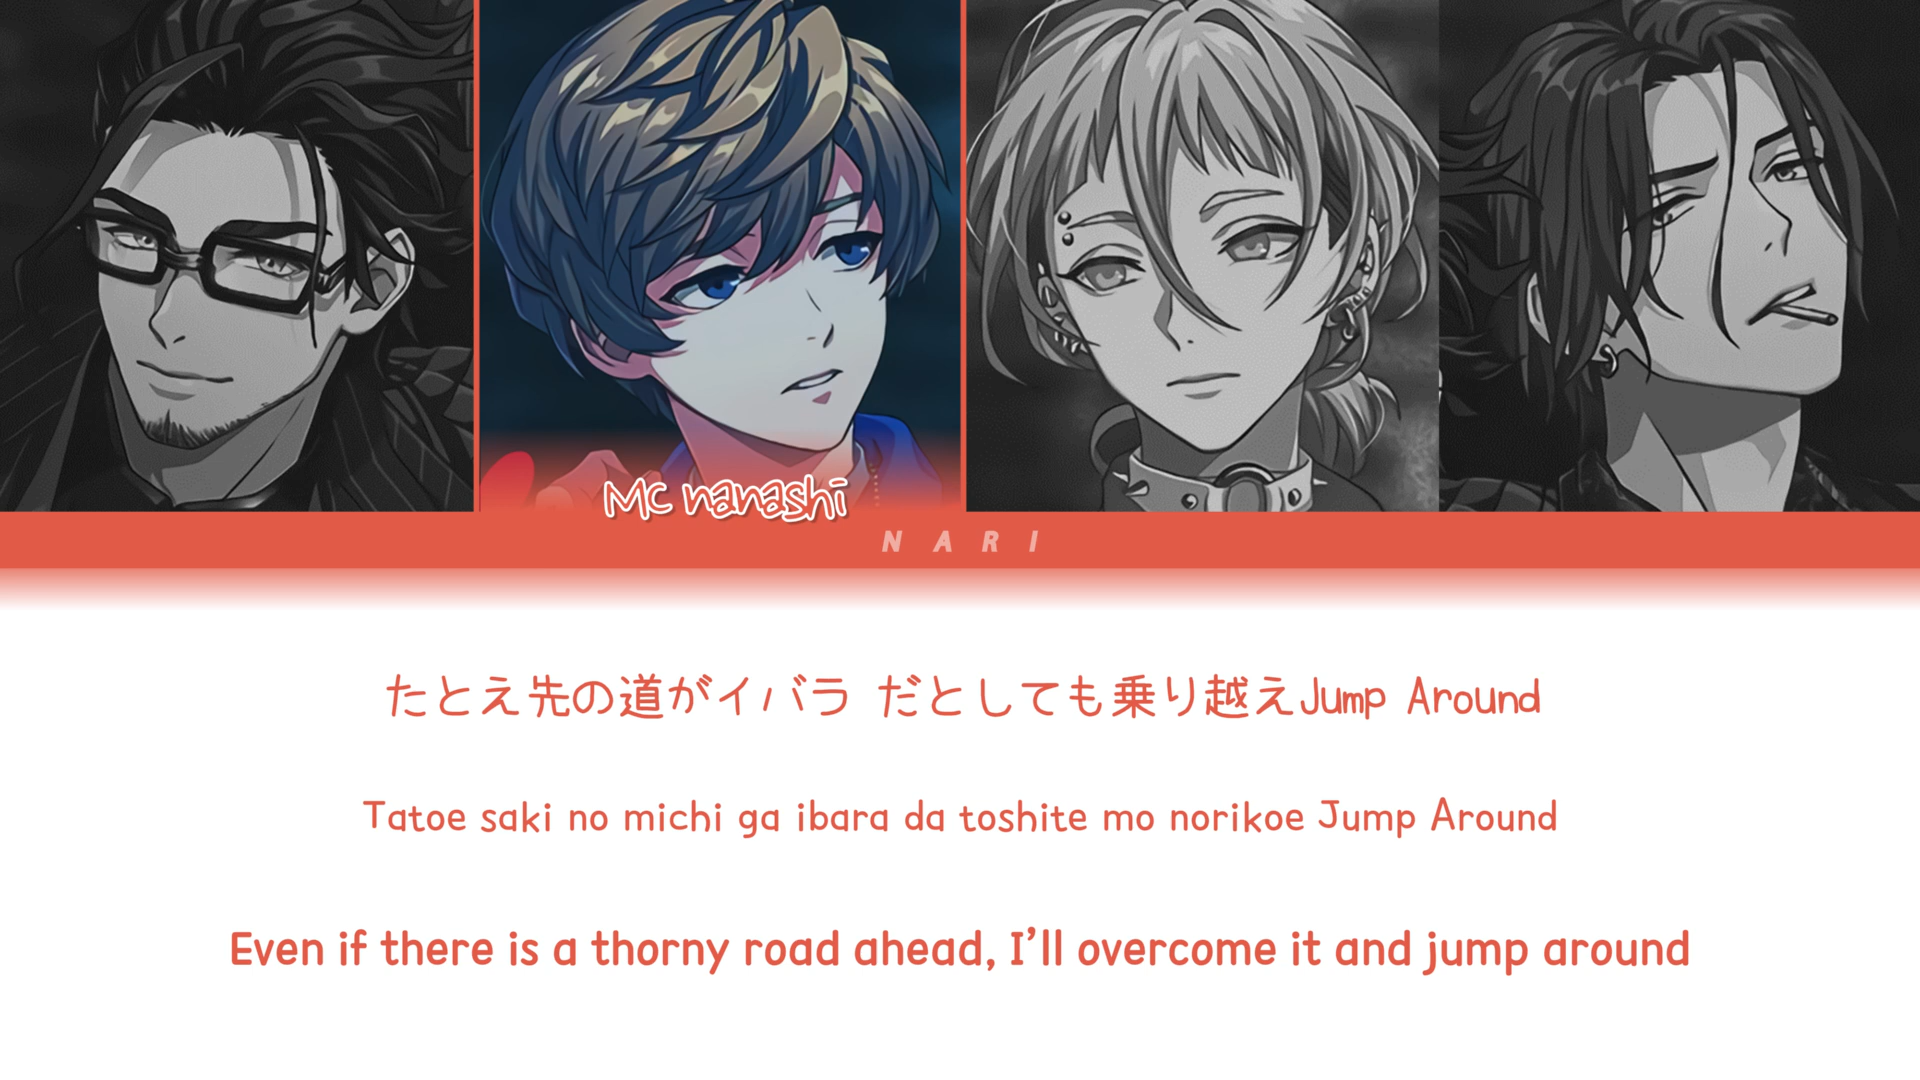 Mc nanashi
NARI
たとえ先の道がイバラ だとしても乗り越えJump Around
Tatoe saki no michi ga ibara da toshite mo norikoe Jump Around
Even if there is a thorny road ahead, I'll overcome it and jump around